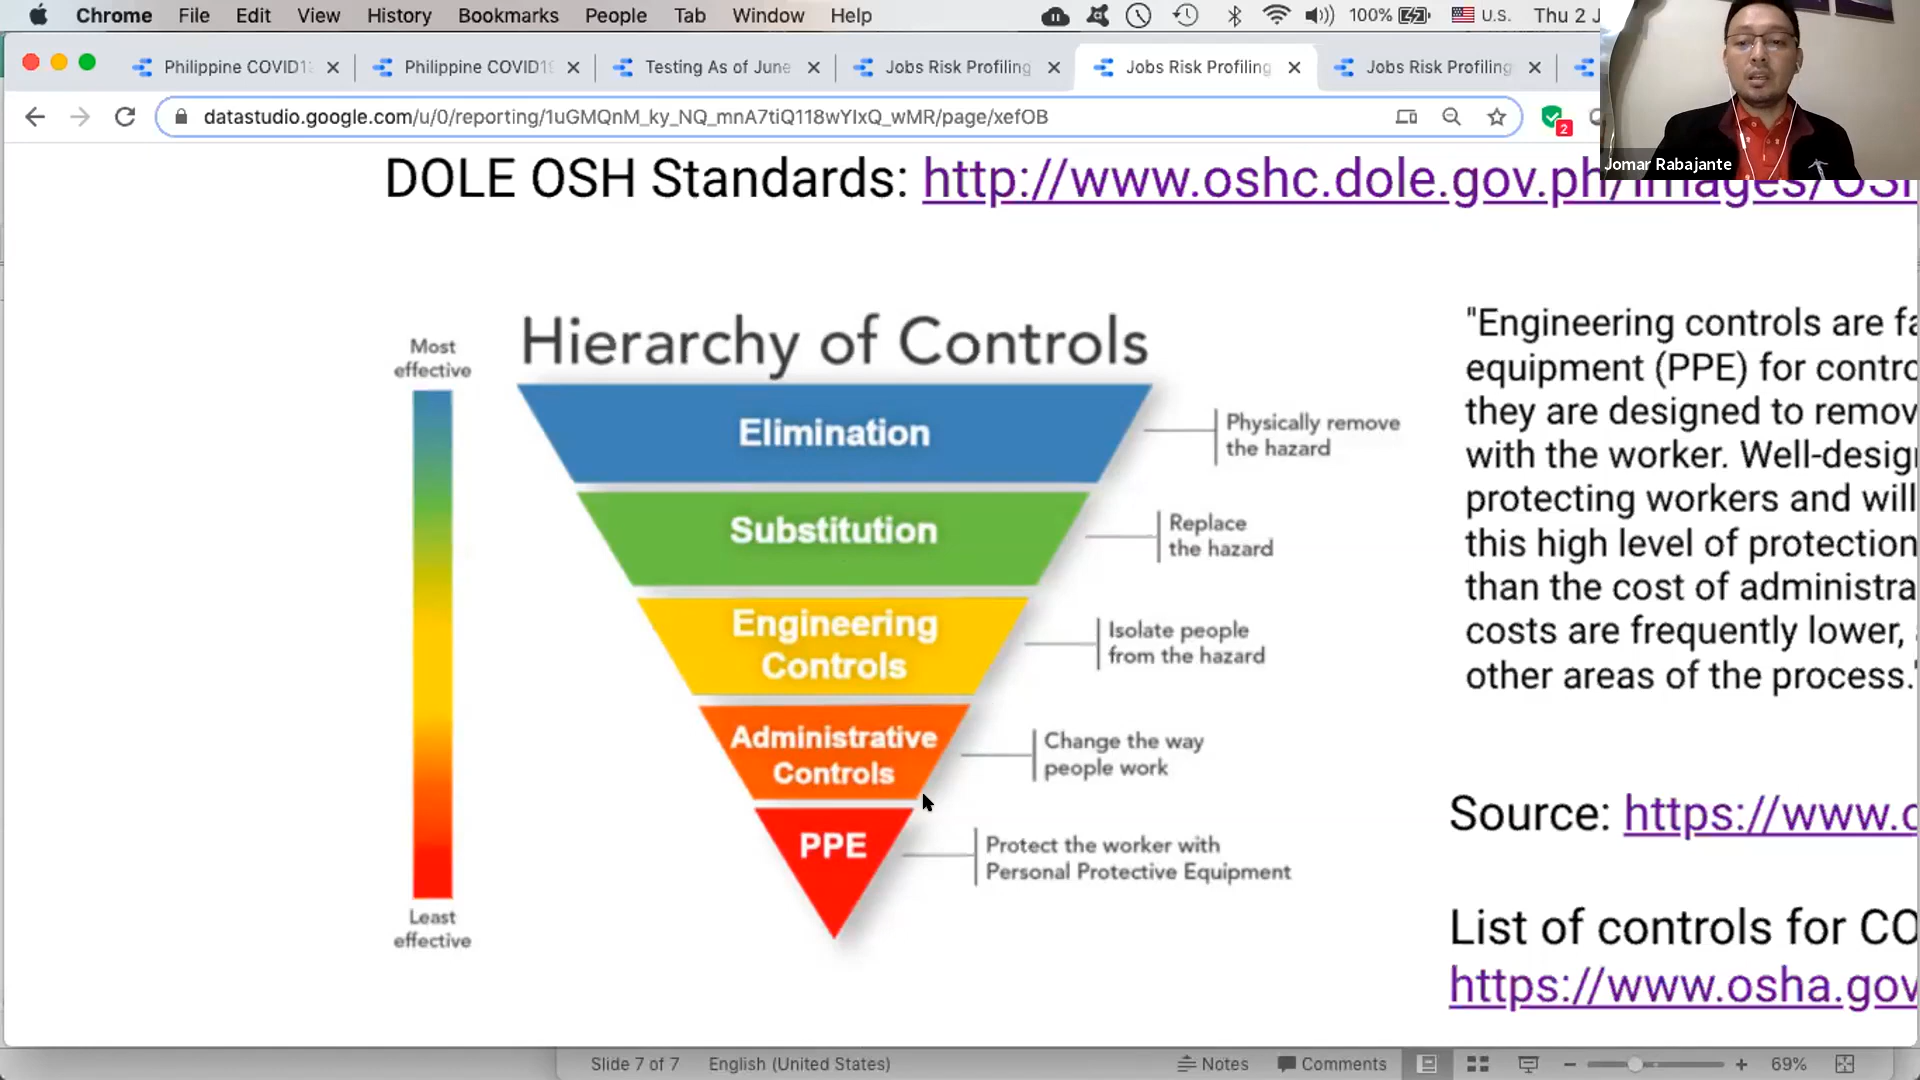 Chrome File Edit View History Bookmarks People Tab Window Help 100% U.S. Thu 2
Philippine COVID1 Philippine COVID19 Testing As of June Jobs Risk Profiling Jobs Risk Profiling Jobs Risk Profiling
datastudio.google.com/u/0/reporting/1uGMQnM_ky_NQ_mnA7tiQ118wYIxQ_wMR/page/xefOB
2
Jomar Rabajante
DOLE OSH Standards: http://www.oshc.dole.gov.ph/images/OSH
Hierarchy of Controls
Most
effective
Elimination
Physically remove
the hazard
Substitution
Replace
the hazard
Engineering
Controls
Isolate people
from the hazard
Administrative
Controls
Change the way
people work
PPE
Protect the worker with
Personal Protective Equipment
Least
effective
"Engineering controls are fa
equipment (PPE) for contro
they are designed to remov
with the worker. Well-desig
protecting workers and will
this high level of protection
than the cost of administra
costs are frequently lower,
other areas of the process."
Source: https://www.c
List of controls for CO
https://www.osha.gov
Slide 7 of 7 English (United States) Notes Comments 69%